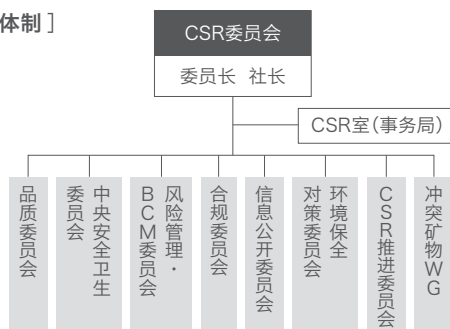 体制］
CSR委员会
委员长 社长
CSR室（事务局）
品质委员会
中央安全卫生
委员会
风险管理・
BCM委员会
合规委员会
信息公开委员会
环境保全
对策委员会
CSR推进委员会
冲突矿物WG